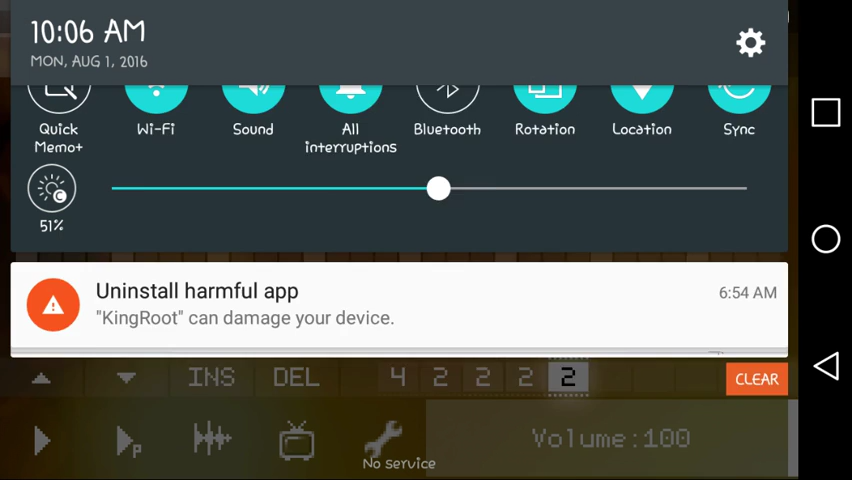 10:06 AM
MON, AUG 1, 2016
Quick Memo+
Wi-Fi
Sound
All interruptions
Bluetooth
Rotation
Location
Sync
51%
Uninstall harmful app
6:54 AM
"KingRoot" can damage your device.
INS DEL 4 2 2 2 2
CLEAR
P
Volume:100
No service